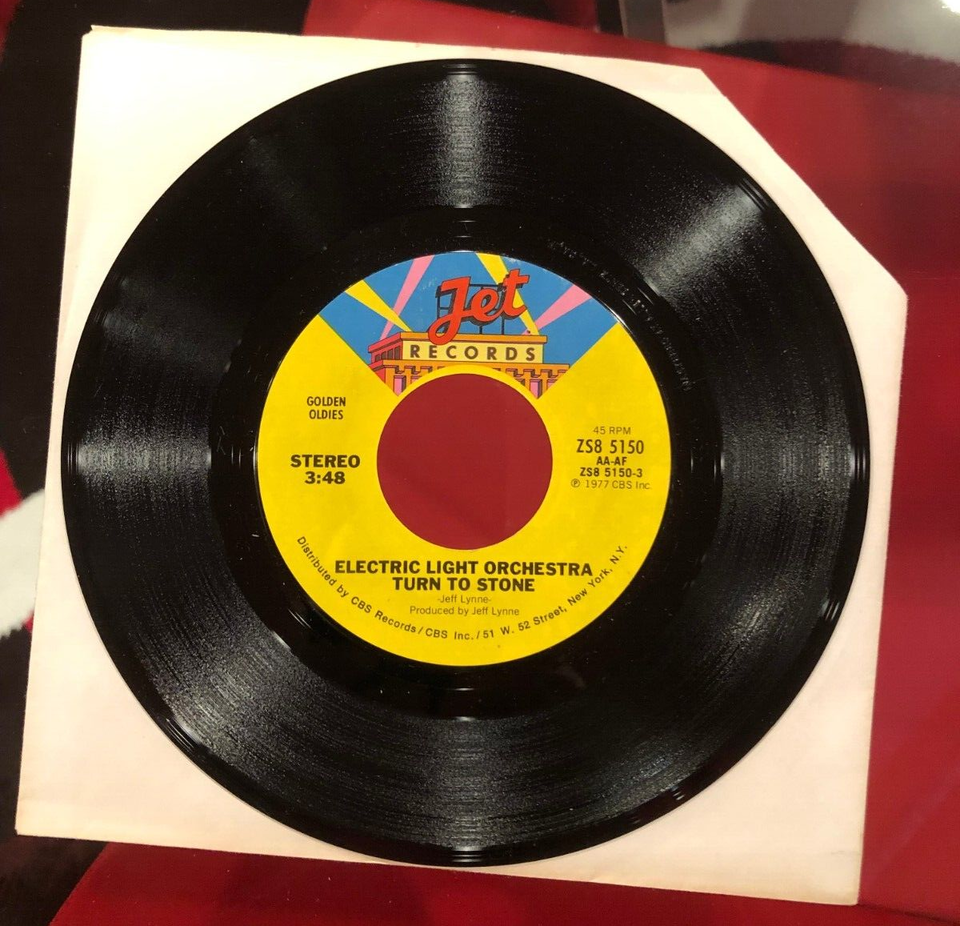 Jet
RECORDS
GOLDEN
OLDIES
STEREO
3:48
45 RPM
ZS8 5150
AA-AF
ZS8 5150-3
Ⓟ 1977 CBS Inc.
ELECTRIC LIGHT ORCHESTRA
TURN TO STONE
-Jeff Lynne-
Produced by Jeff Lynne
Distributed by CBS Records/CBS Inc./51 W. 52 Street, New York, N.Y.